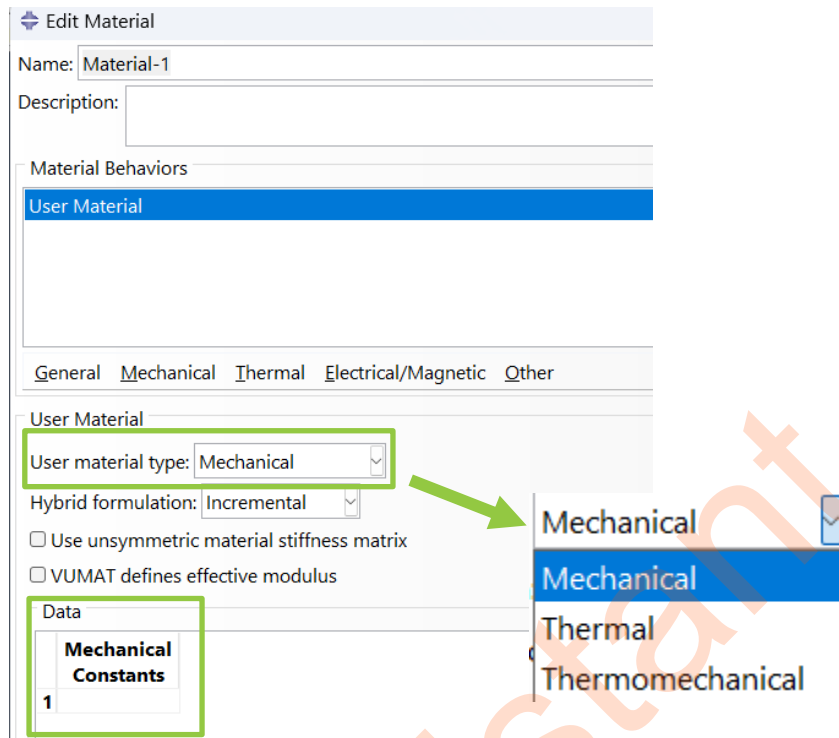 Edit Material
Name: Material-1
Description:
Material Behaviors
User Material
General Mechanical Thermal Electrical/Magnetic Other
User Material
User material type: Mechanical
Hybrid formulation: Incremental
Use unsymmetric material stiffness matrix
VUMAT defines effective modulus
Data
Mechanical
Constants
1
Mechanical
Mechanical
Thermal
Thermomechanical